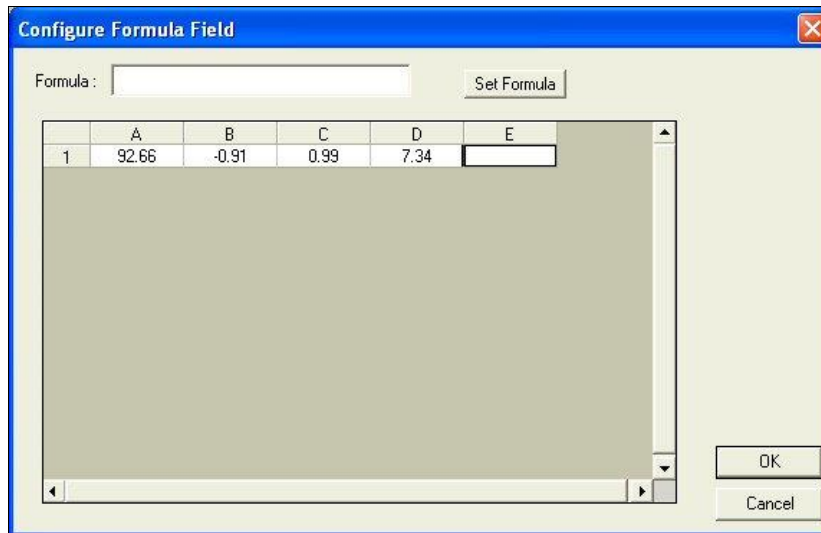 Configure Formula Field
Formula : Set Formula
A B C D E
1 92.66 -0.91 0.99 7.34
OK
Cancel